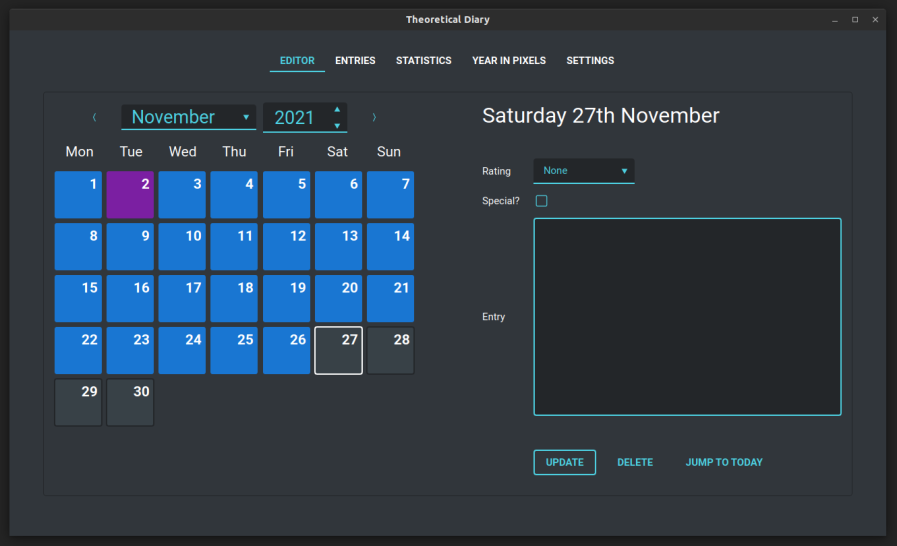 Theoretical Diary
EDITOR ENTRIES STATISTICS YEAR IN PIXELS SETTINGS
November 2021
Mon Tue Wed Thu Fri Sat Sun
1 2 3 4 5 6 7
8 9 10 11 12 13 14
15 16 17 18 19 20 21
22 23 24 25 26 27 28
29 30
Saturday 27th November
Rating None
Special?
Entry
UPDATE DELETE JUMP TO TODAY